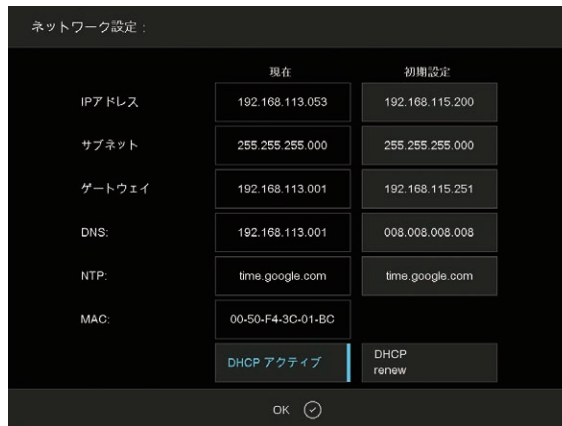 ネットワーク設定 :
現在 初期設定
IPアドレス 192.168.113.053 192.168.115.200
サブネット 255.255.255.000 255.255.255.000
ゲートウェイ 192.168.113.001 192.168.115.251
DNS: 192.168.113.001 008.008.008.008
NTP: time.google.com time.google.com
MAC: 00-50-F4-3C-01-BC
DHCP アクティブ DHCP
renew
OK